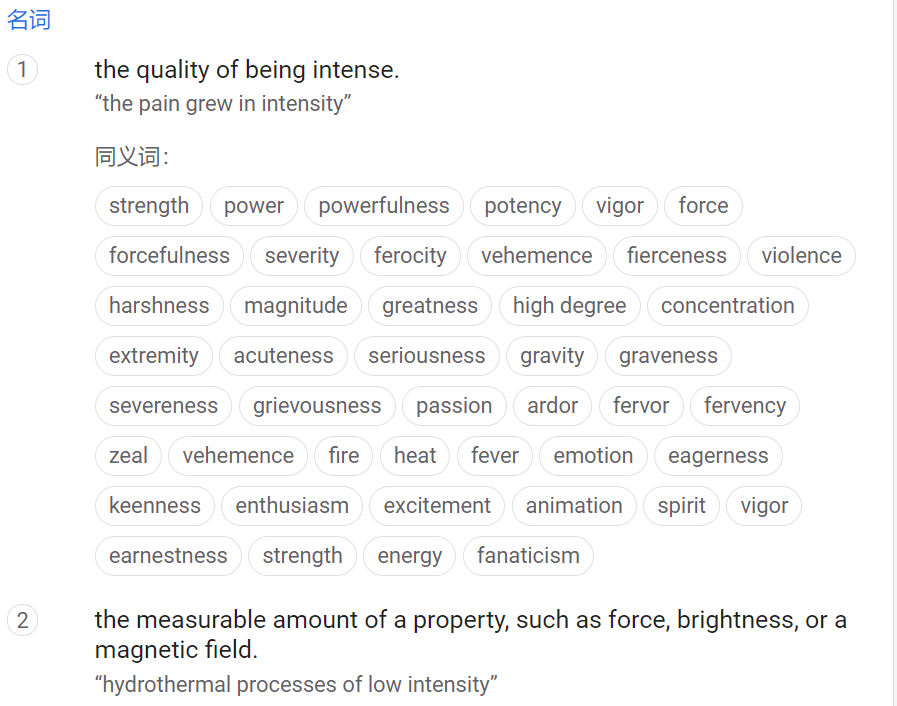 名词
1 the quality of being intense.
“the pain grew in intensity”
同义词:
strength power powerfulness potency vigor force
forcefulness severity ferocity vehemence fierceness violence
harshness magnitude greatness high degree concentration
extremity acuteness seriousness gravity graveness
severeness grievousness passion ardor fervor fervency
zeal vehemence fire heat fever emotion eagerness
keenness enthusiasm excitement animation spirit vigor
earnestness strength energy fanaticism
2 the measurable amount of a property, such as force, brightness, or a
magnetic field.
“hydrothermal processes of low intensity”